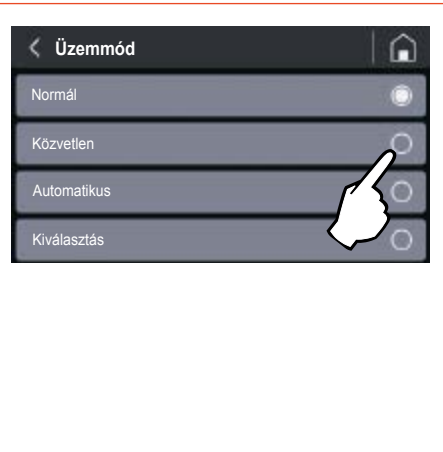 Üzemmód
Normál
Közvetlen
Automatikus
Kiválasztás